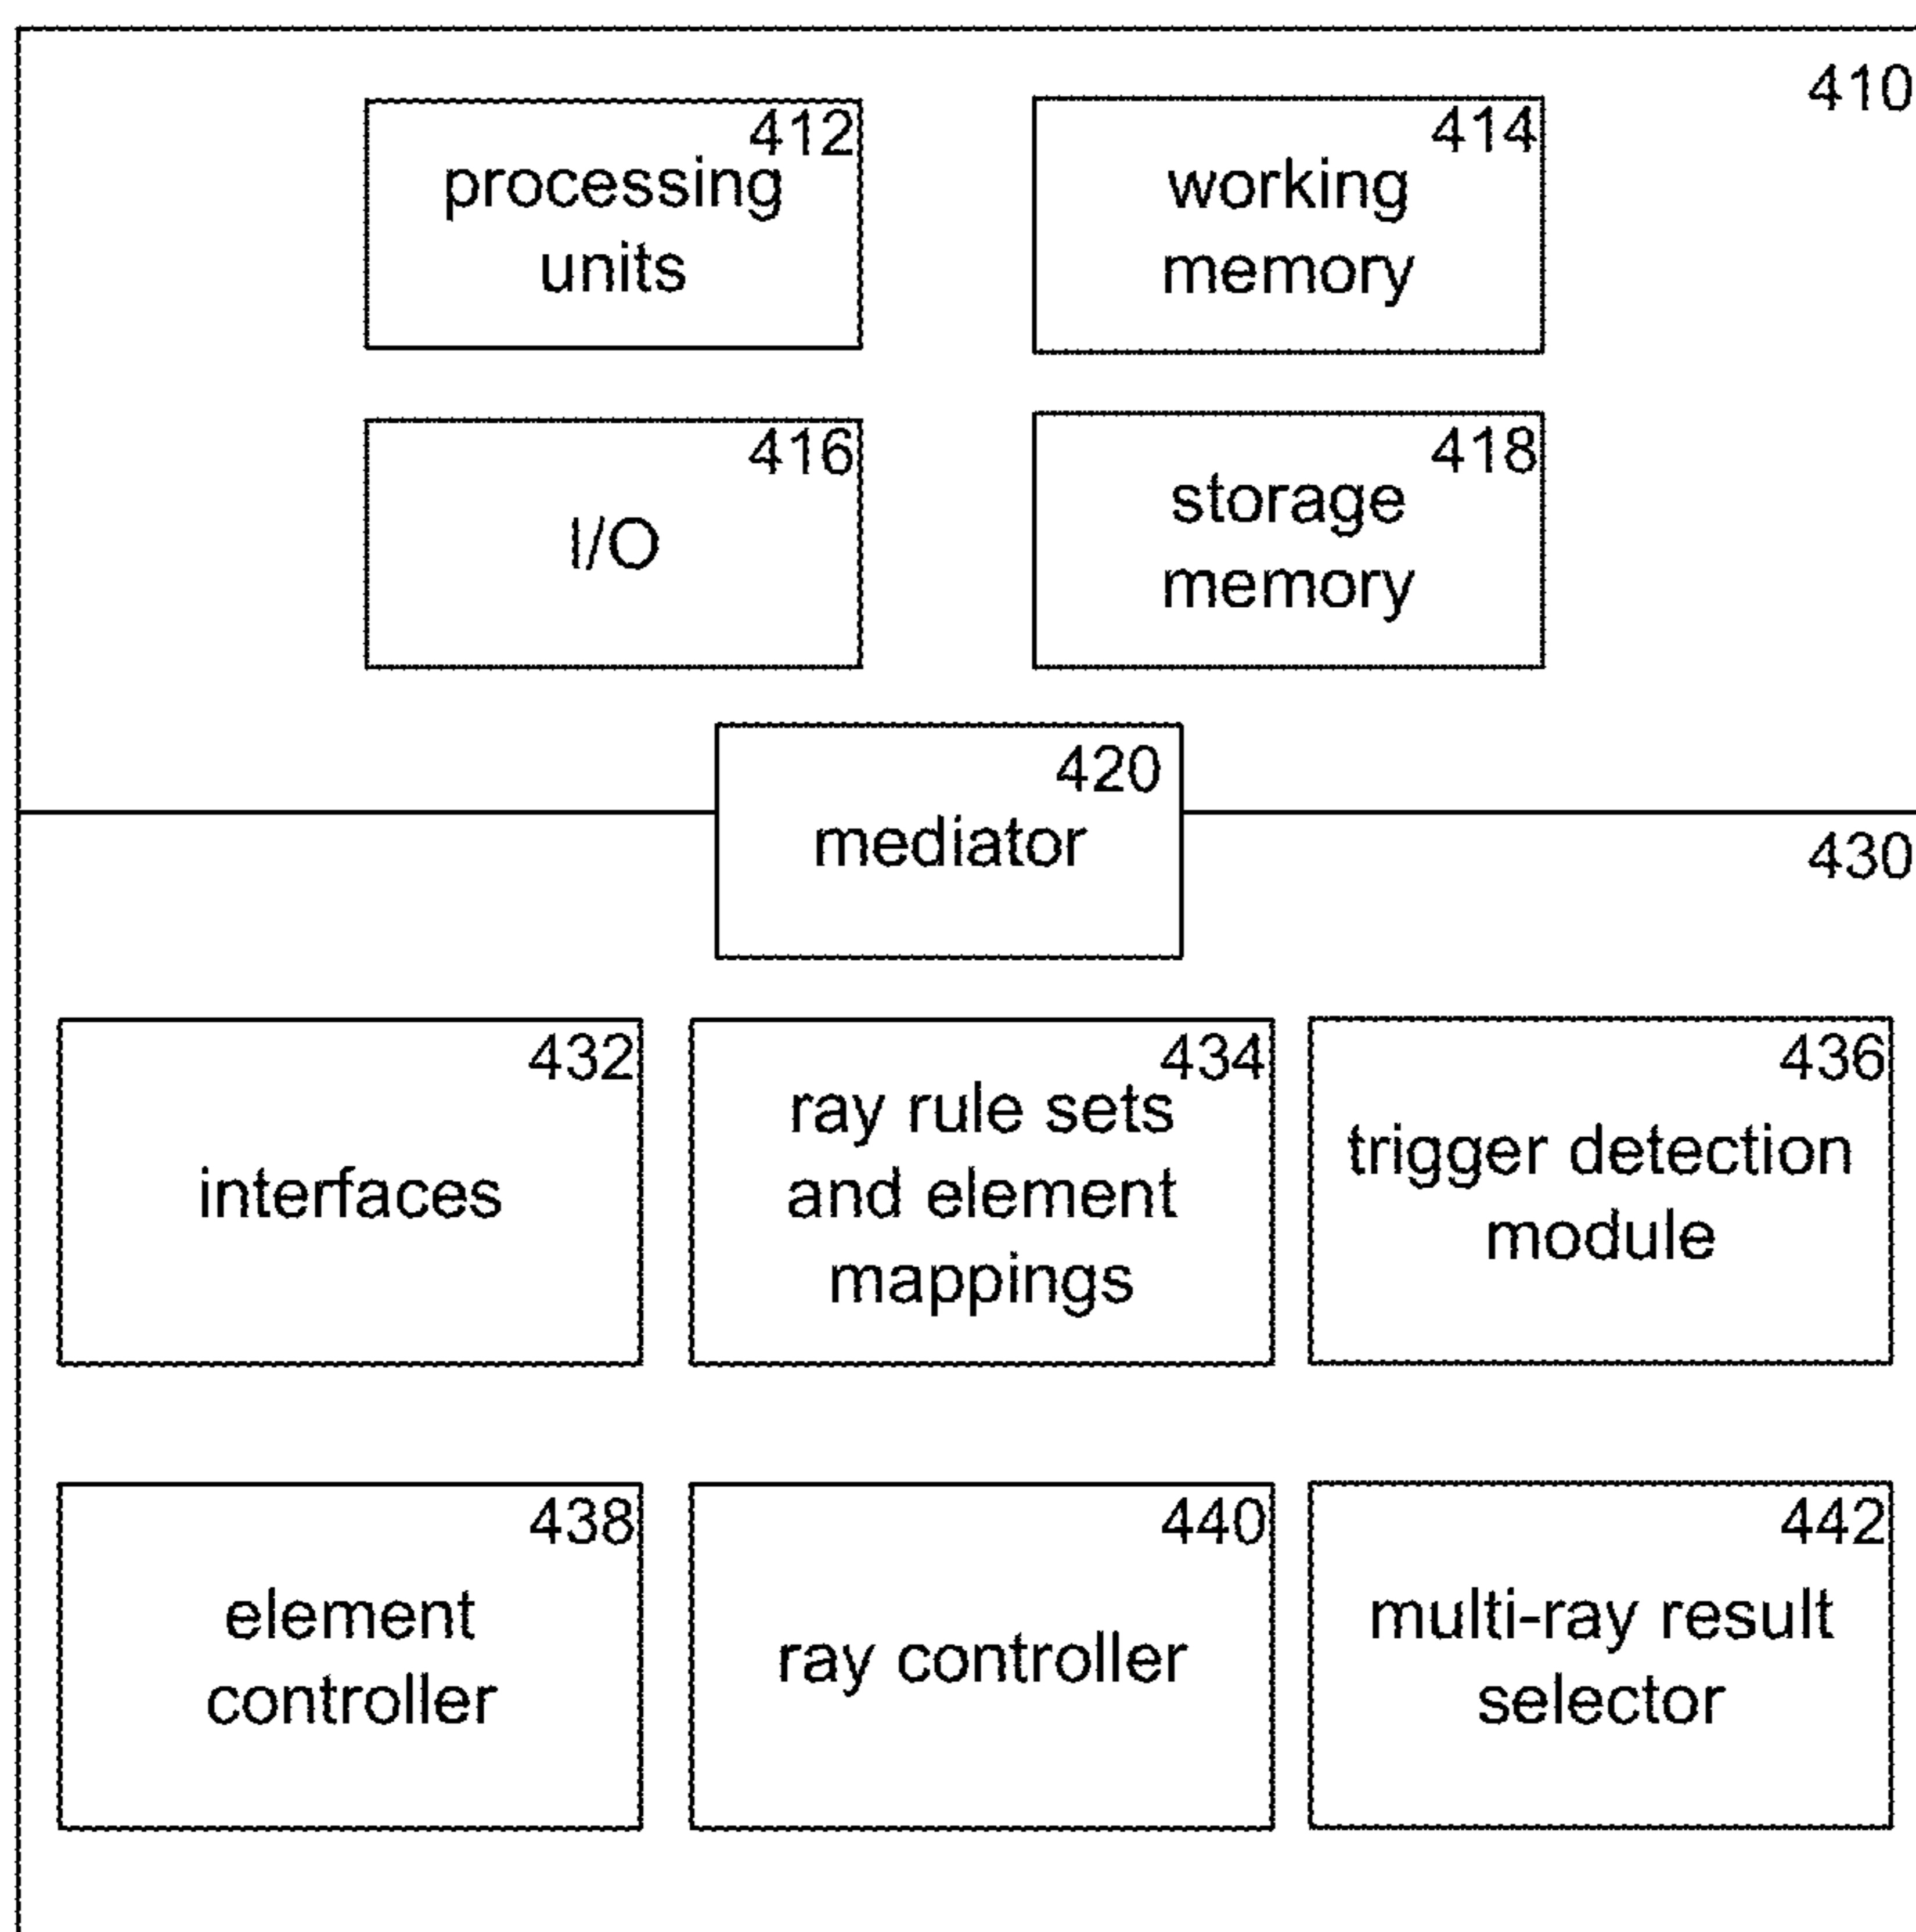 410
412
processing
units
414
working
memory
416
I/O
418
storage
memory
420
mediator
430
432
interfaces
434
ray rule sets
and element
mappings
436
trigger detection
module
438
element
controller
440
ray controller
442
multi-ray result
selector